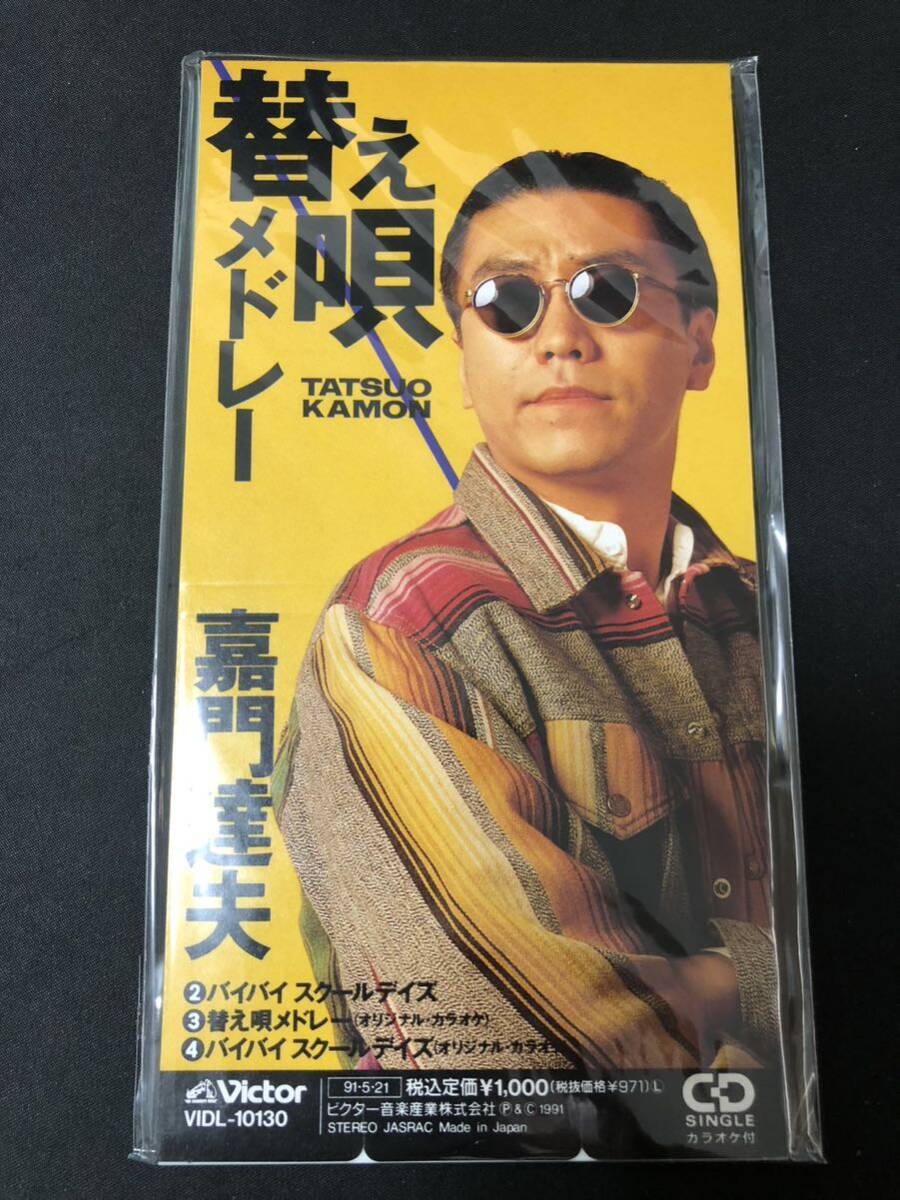 替え唄
メドレー
TATSUO
KAMON
嘉門達夫
②バイバイ スクールデイズ
③替え唄メドレー(オリジナル・カラオケ)
④バイバイ スクールデイズ(オリジナル・カラオ
Victor
VIDL-10130
91・5・21 税込定価¥1,000(税抜価格¥971)Ⓛ
ビクター音楽産業株式会社 Ⓟ&Ⓒ 1991
STEREO JASRAC Made in Japan
CD
SINGLE
カラオケ付